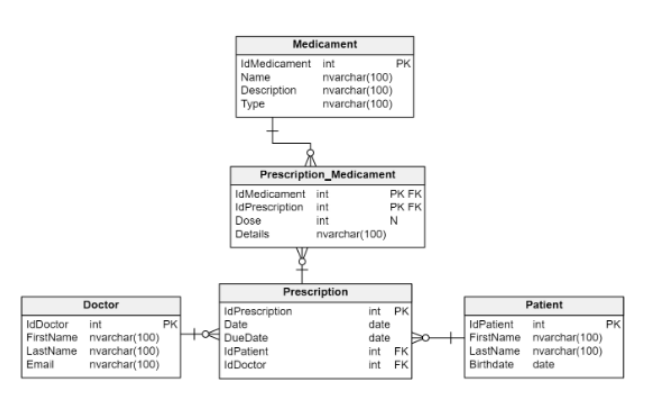 Medicament
IdMedicament int PK
Name nvarchar(100)
Description nvarchar(100)
Type nvarchar(100)
Prescription_Medicament
IdMedicament int PK FK
IdPrescription int PK FK
Dose int N
Details nvarchar(100)
Doctor
IdDoctor int PK
FirstName nvarchar(100)
LastName nvarchar(100)
Email nvarchar(100)
Prescription
IdPrescription int PK
Date date
DueDate date
IdPatient int FK
IdDoctor int FK
Patient
IdPatient int PK
FirstName nvarchar(100)
LastName nvarchar(100)
Birthdate date